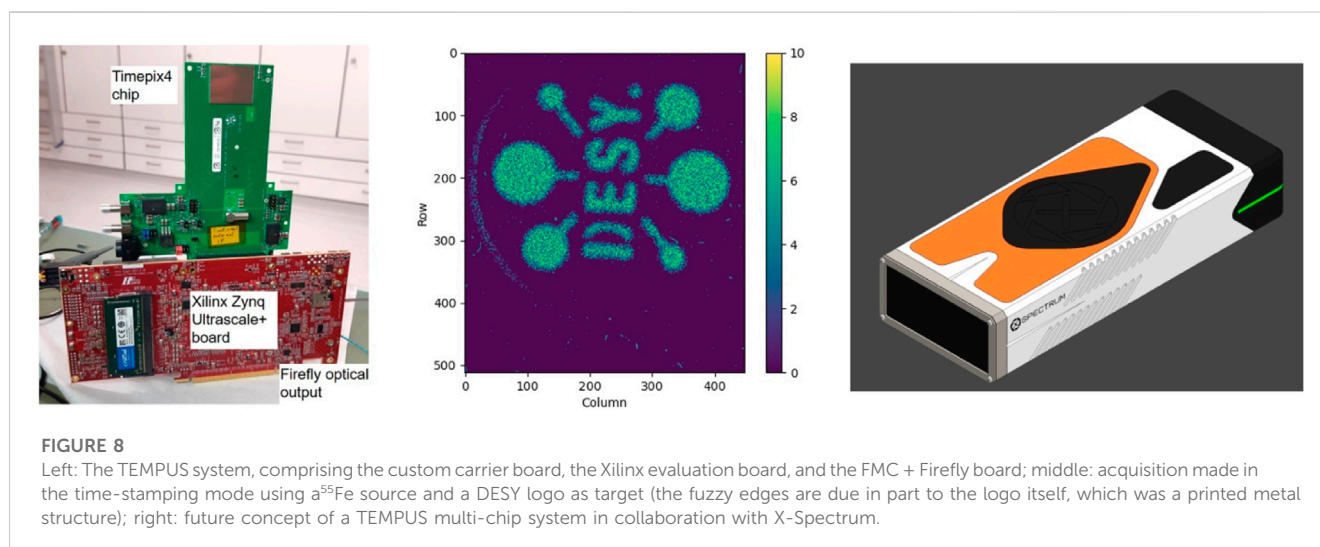 Timepix4
chip
Xilinx Zynq
Ultrascale+
board
Firefly optical
output
0
100
200
300
400
500
Row
0
100
200
300
400
Column
DESY.
10
8
6
4
2
0
SPECTRUM
FIGURE 8
Left: The TEMPUS system, comprising the custom carrier board, the Xilinx evaluation board, and the FMC + Firefly board; middle: acquisition made in
the time-stamping mode using a⁵⁵Fe source and a DESY logo as target (the fuzzy edges are due in part to the logo itself, which was a printed metal
structure); right: future concept of a TEMPUS multi-chip system in collaboration with X-Spectrum.